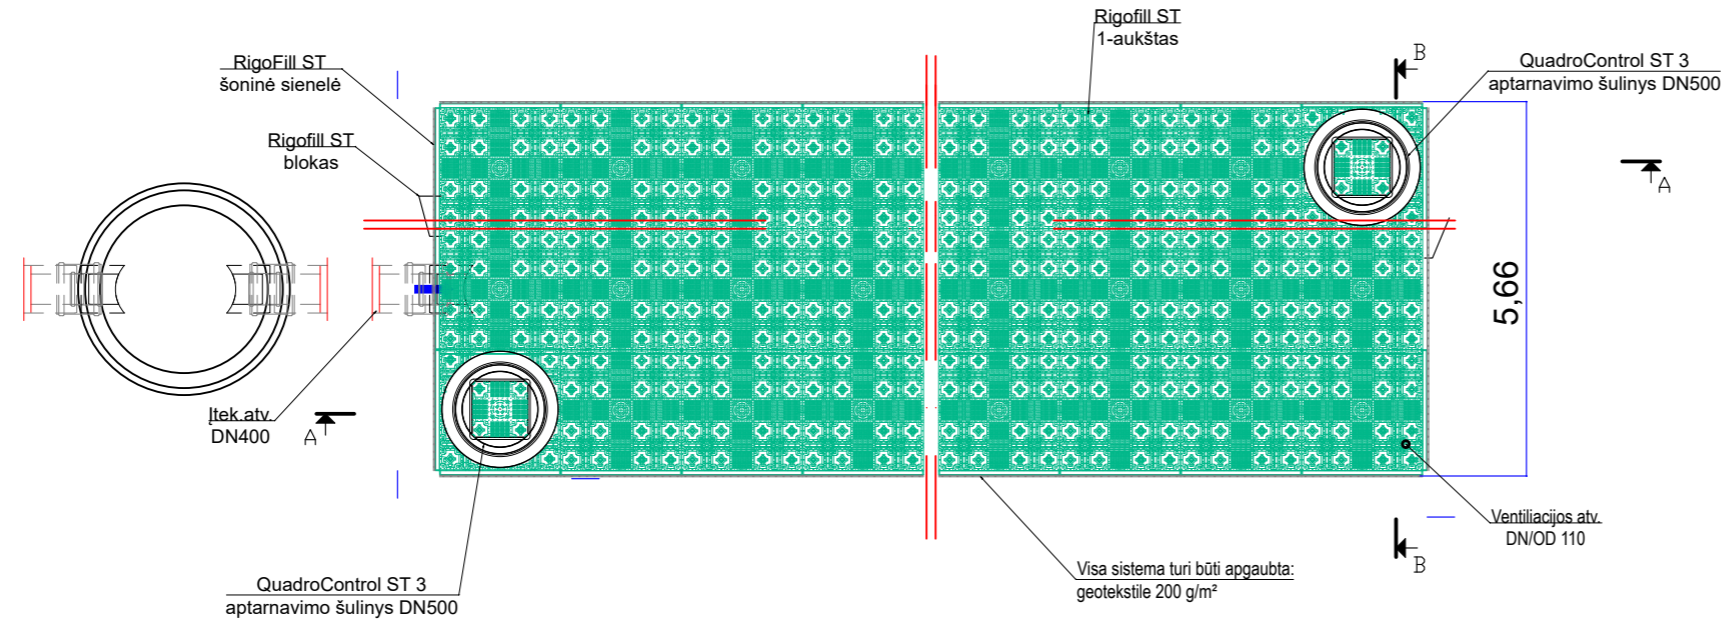 Rigofill ST
1-aukštas
B
RigoFill ST
šoninė sienelė
QuadroControl ST 3
aptarnavimo šulinys DN500
Rigofill ST
blokas
A
5,66
Įtek.atv.
DN400
A
Ventiliacijos atv.
DN/OD 110
B
Visa sistema turi būti apgaubta:
geotekstile 200 g/m²
QuadroControl ST 3
aptarnavimo šulinys DN500